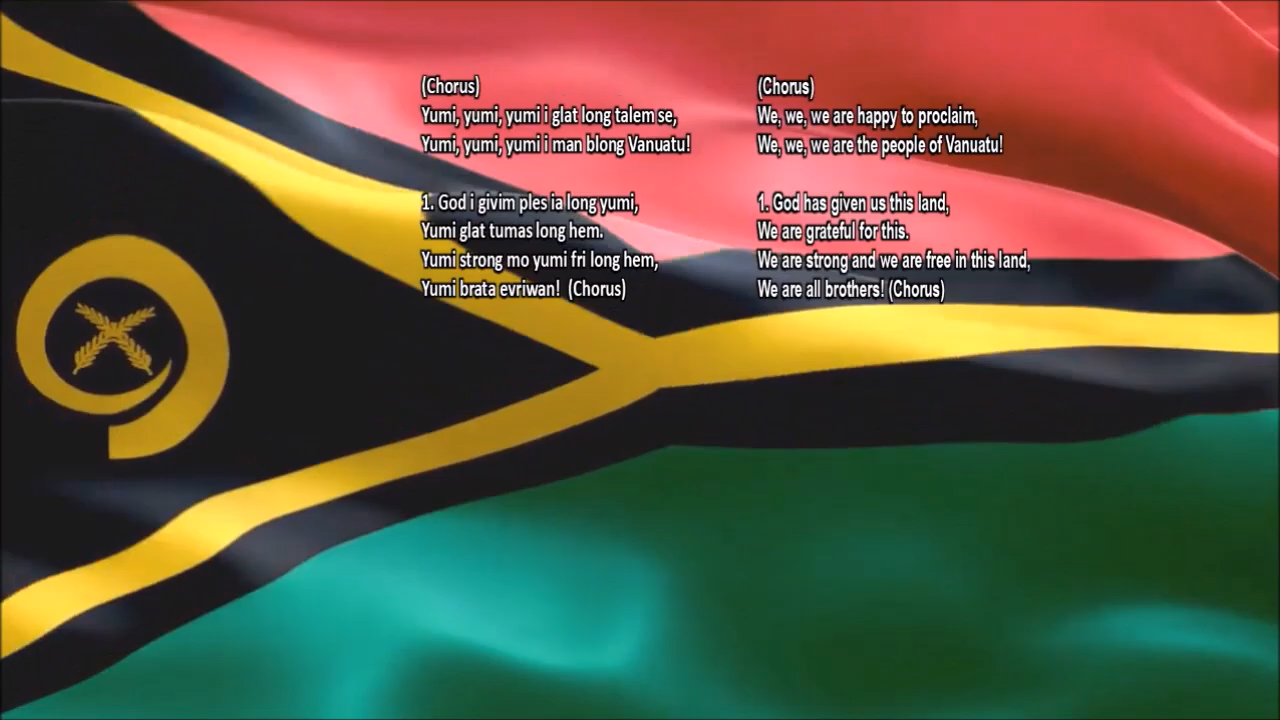 (Chorus)
Yumi, yumi, yumi i glat long talem se,
Yumi, yumi, yumi i man blong Vanuatu!
1. God i givim ples ia long yumi,
Yumi glat tumas long hem.
Yumi strong mo yumi fri long hem,
Yumi brata evriwan! (Chorus)
(Chorus)
We, we, we are happy to proclaim,
We, we, we are the people of Vanuatu!
1. God has given us this land,
We are grateful for this.
We are strong and we are free in this land,
We are all brothers! (Chorus)